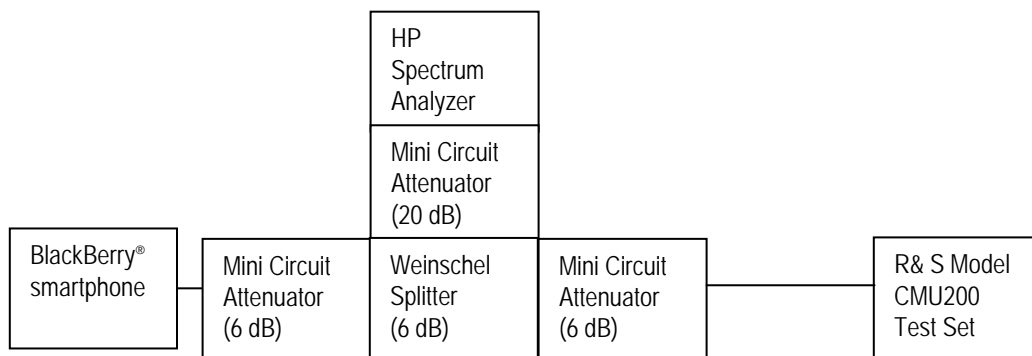 HP
Spectrum
Analyzer
Mini Circuit
Attenuator
(20 dB)
BlackBerry®
smartphone
Mini Circuit
Attenuator
(6 dB)
Weinschel
Splitter
(6 dB)
Mini Circuit
Attenuator
(6 dB)
R& S Model
CMU200
Test Set